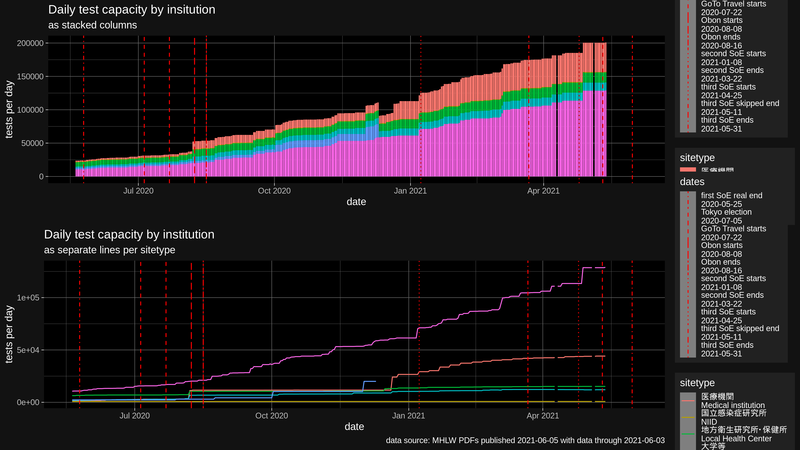 Daily test capacity by insitution
as stacked columns
tests per day
200000
150000
100000
50000
0
Jul 2020
Oct 2020
Jan 2021
Apr 2021
date
GoTo Travel starts
2020-07-22
Obon starts
2020-08-08
Obon ends
2020-08-16
second SoE starts
2021-01-08
second SoE ends
2021-03-22
third SoE starts
2021-04-25
third SoE skipped end
2021-05-11
third SoE ends
2021-05-31
sitetype
医療機関
dates
first SoE real end
2020-05-25
Tokyo election
2020-07-05
GoTo Travel starts
2020-07-22
Obon starts
2020-08-08
Obon ends
2020-08-16
second SoE starts
2021-01-08
second SoE ends
2021-03-22
third SoE starts
2021-04-25
third SoE skipped end
2021-05-11
third SoE ends
2021-05-31
Daily test capacity by institution
as separate lines per sitetype
tests per day
1e+05
5e+04
0e+00
Jul 2020
Oct 2020
Jan 2021
Apr 2021
date
sitetype
医療機関
Medical institution
国立感染症研究所
NIID
地方衛生研究所・保健所
Local Health Center
大学等
data source: MHLW PDFs published 2021-06-05 with data through 2021-06-03